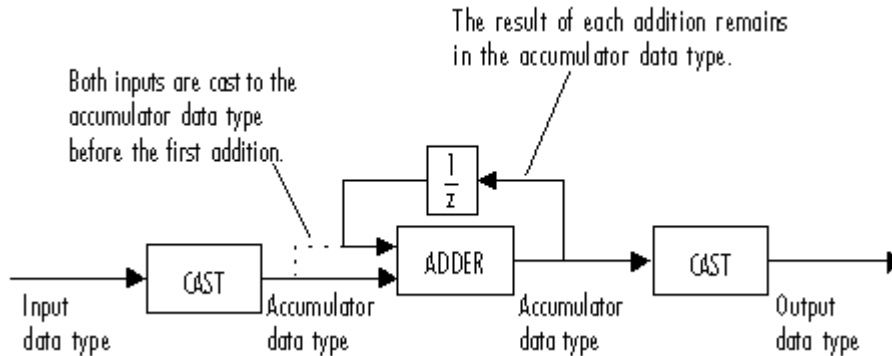 The result of each addition remains
in the accumulator data type.
Both inputs are cast to the
accumulator data type
before the first addition.
1
z
CAST
ADDER
CAST
Input
data type
Accumulator
data type
Accumulator
data type
Output
data type